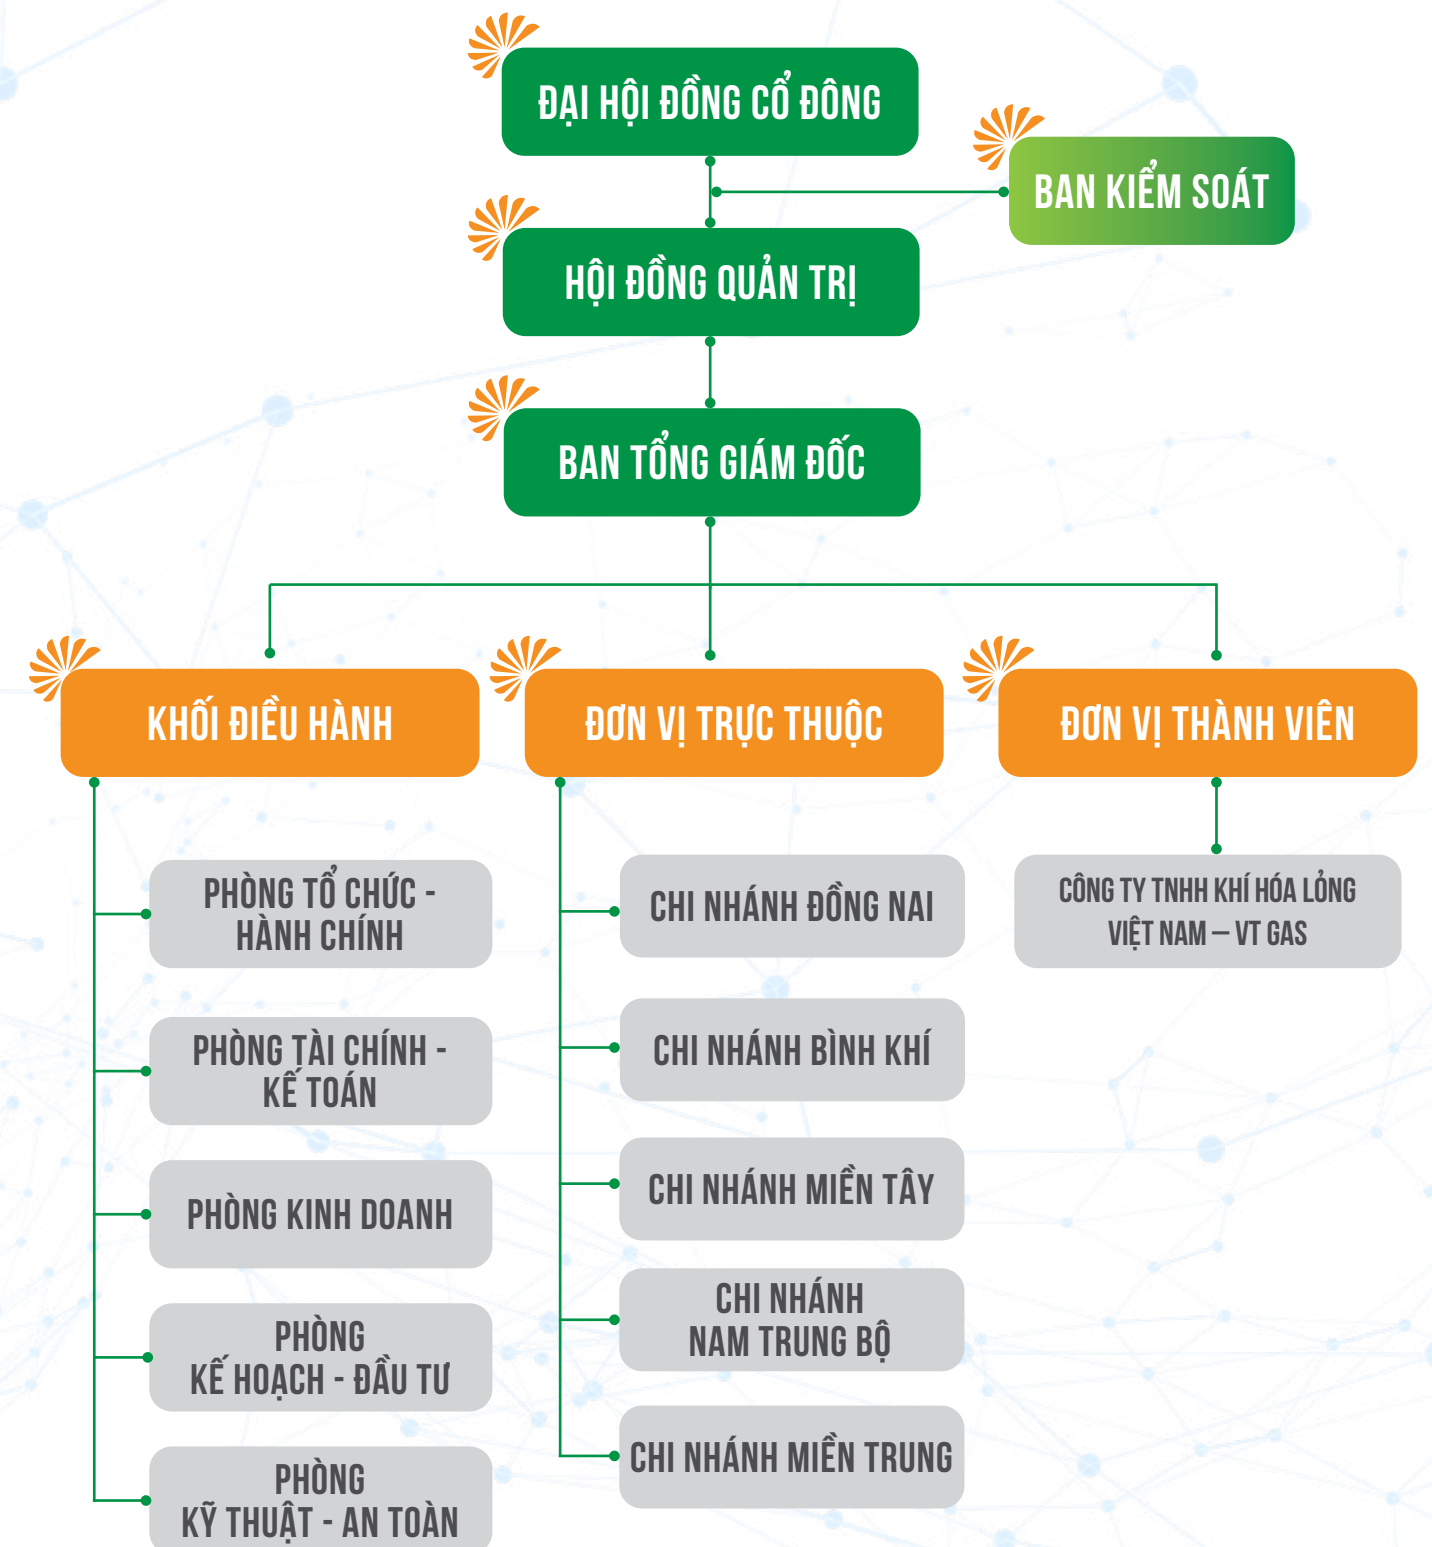 ĐẠI HỘI ĐỒNG CỔ ĐÔNG
BAN KIỂM SOÁT
HỘI ĐỒNG QUẢN TRỊ
BAN TỔNG GIÁM ĐỐC
KHỐI ĐIỀU HÀNH
PHÒNG TỔ CHỨC -
HÀNH CHÍNH
PHÒNG TÀI CHÍNH -
KẾ TOÁN
PHÒNG KINH DOANH
PHÒNG
KẾ HOẠCH - ĐẦU TƯ
PHÒNG
KỸ THUẬT - AN TOÀN
ĐƠN VỊ TRỰC THUỘC
CHI NHÁNH ĐỒNG NAI
CHI NHÁNH BÌNH KHÍ
CHI NHÁNH MIỀN TÂY
CHI NHÁNH
NAM TRUNG BỘ
CHI NHÁNH MIỀN TRUNG
ĐƠN VỊ THÀNH VIÊN
CÔNG TY TNHH KHÍ HÓA LỎNG
VIỆT NAM – VT GAS